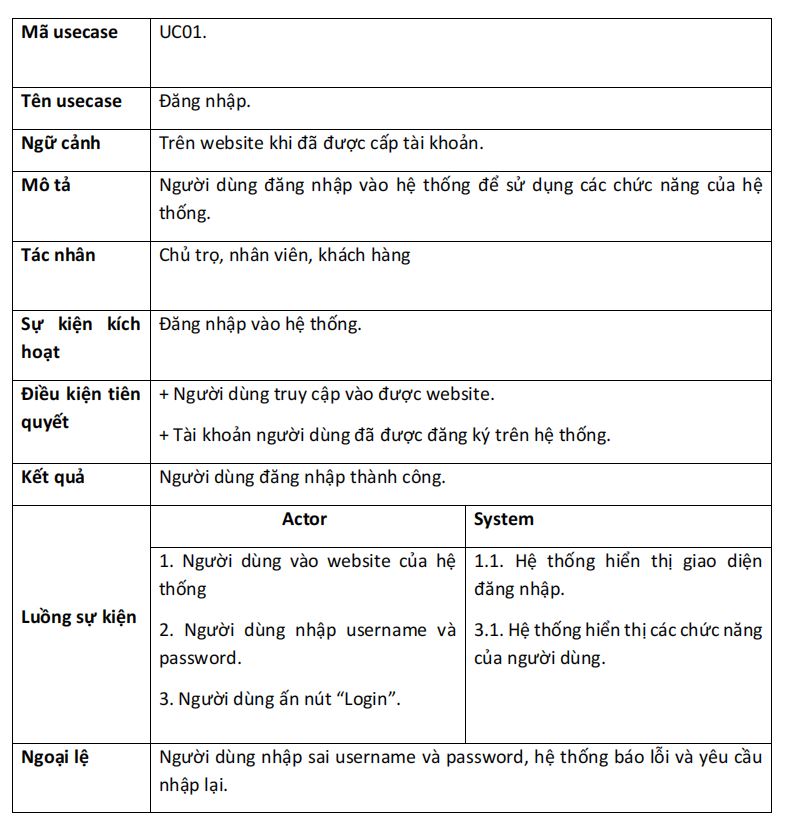 Mã usecase UC01.
Tên usecase Đăng nhập.
Ngữ cảnh Trên website khi đã được cấp tài khoản.
Mô tả Người dùng đăng nhập vào hệ thống để sử dụng các chức năng của hệ
thống.
Tác nhân Chủ trọ, nhân viên, khách hàng
Sự kiện kích
hoạt
Đăng nhập vào hệ thống.
Điều kiện tiên
quyết
+ Người dùng truy cập vào được website.
+ Tài khoản người dùng đã được đăng ký trên hệ thống.
Kết quả Người dùng đăng nhập thành công.
Luồng sự kiện
Actor
1. Người dùng vào website của hệ
thống
2. Người dùng nhập username và
password.
3. Người dùng ấn nút “Login”.
System
1.1. Hệ thống hiển thị giao diện
đăng nhập.
3.1. Hệ thống hiển thị các chức năng
của người dùng.
Ngoại lệ Người dùng nhập sai username và password, hệ thống báo lỗi và yêu cầu
nhập lại.